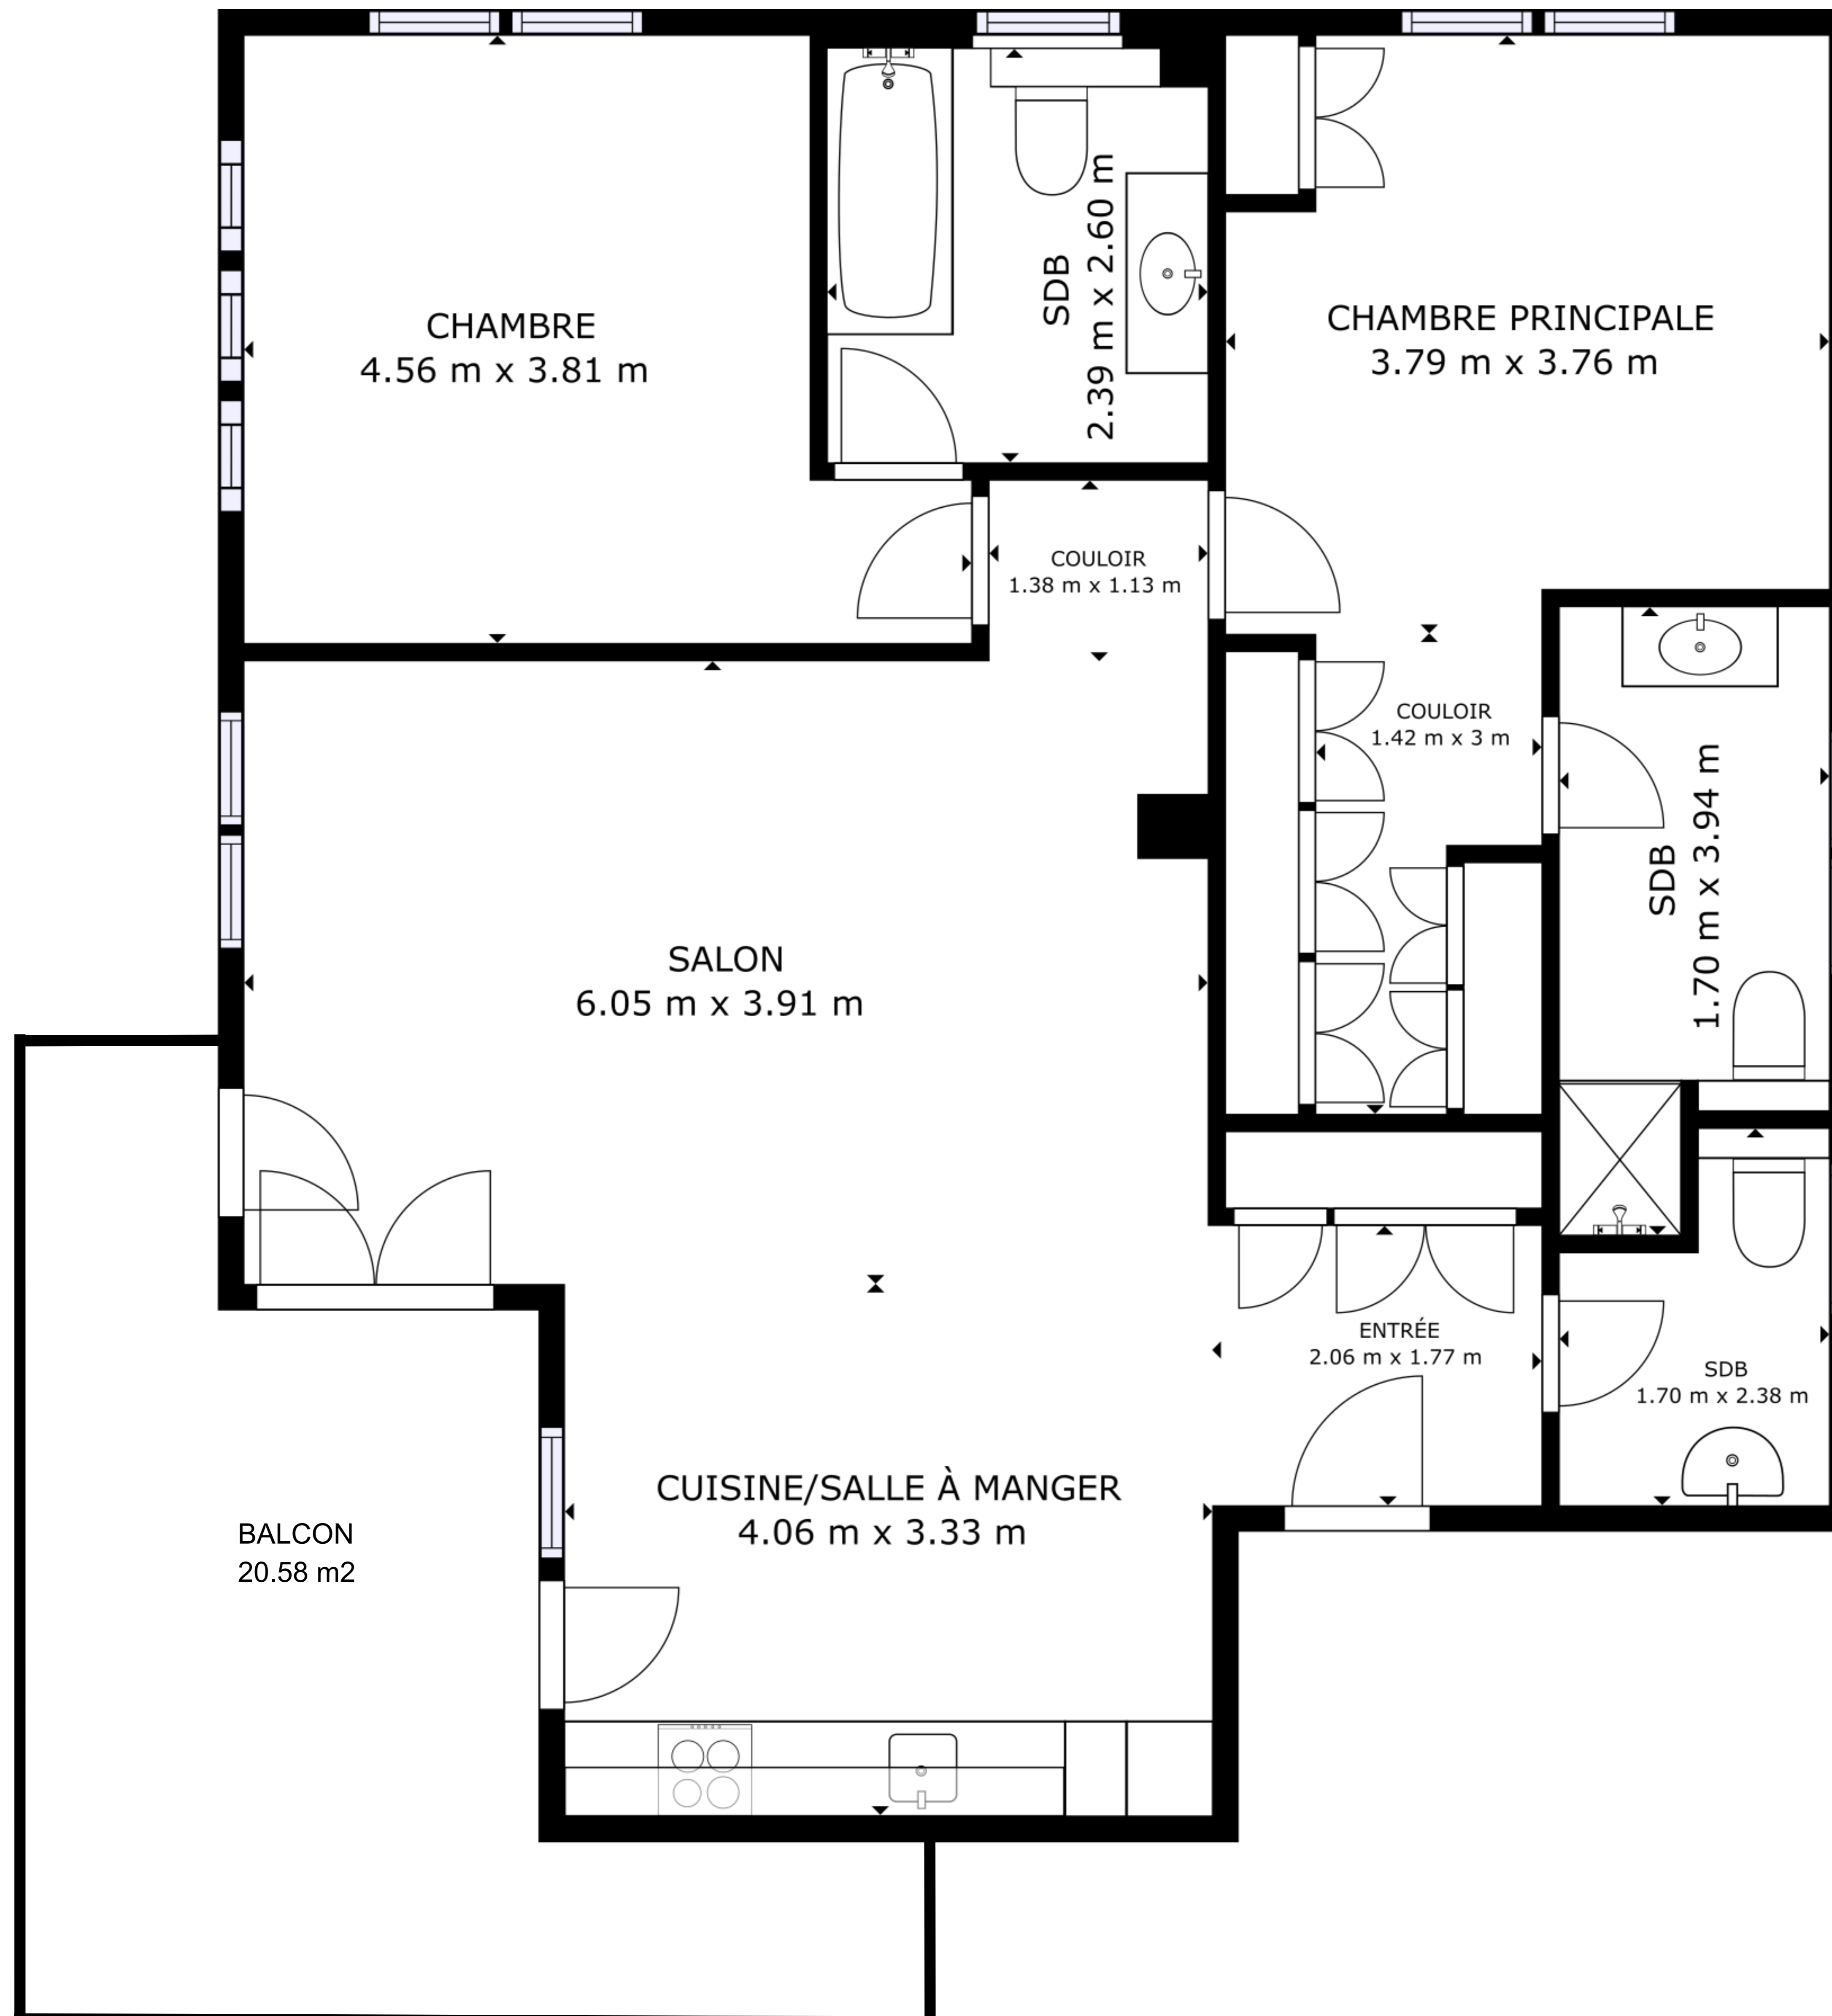 CHAMBRE
4.56 m x 3.81 m
SDB
2.39 m x 2.60 m
CHAMBRE PRINCIPALE
3.79 m x 3.76 m
COULOIR
1.38 m x 1.13 m
COULOIR
1.42 m x 3 m
SDB
1.70 m x 3.94 m
SALON
6.05 m x 3.91 m
ENTRÉE
2.06 m x 1.77 m
SDB
1.70 m x 2.38 m
CUISINE/SALLE À MANGER
4.06 m x 3.33 m
BALCON
20.58 m2